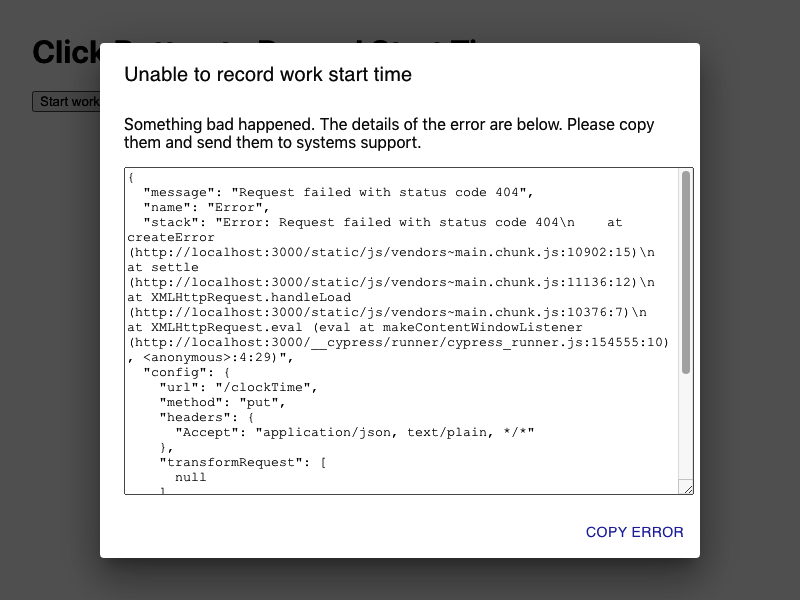 Click
Start work
Unable to record work start time
Something bad happened. The details of the error are below. Please copy
them and send them to systems support.
{
  "message": "Request failed with status code 404",
  "name": "Error",
  "stack": "Error: Request failed with status code 404\n    at
createError
(http://localhost:3000/static/js/vendors~main.chunk.js:10902:15)\n
at settle
(http://localhost:3000/static/js/vendors~main.chunk.js:11136:12)\n
at XMLHttpRequest.handleLoad
(http://localhost:3000/static/js/vendors~main.chunk.js:10376:7)\n
at XMLHttpRequest.eval (eval at makeContentWindowListener
(http://localhost:3000/__cypress/runner/cypress_runner.js:154555:10)
, <anonymous>:4:29)",
  "config": {
    "url": "/clockTime",
    "method": "put",
    "headers": {
      "Accept": "application/json, text/plain, */*"
    },
    "transformRequest": [
      null
    ]
COPY ERROR